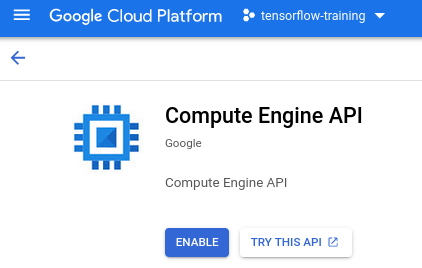 Google Cloud Platform tensorflow-training
Compute Engine API
Google
Compute Engine API
ENABLE TRY THIS API